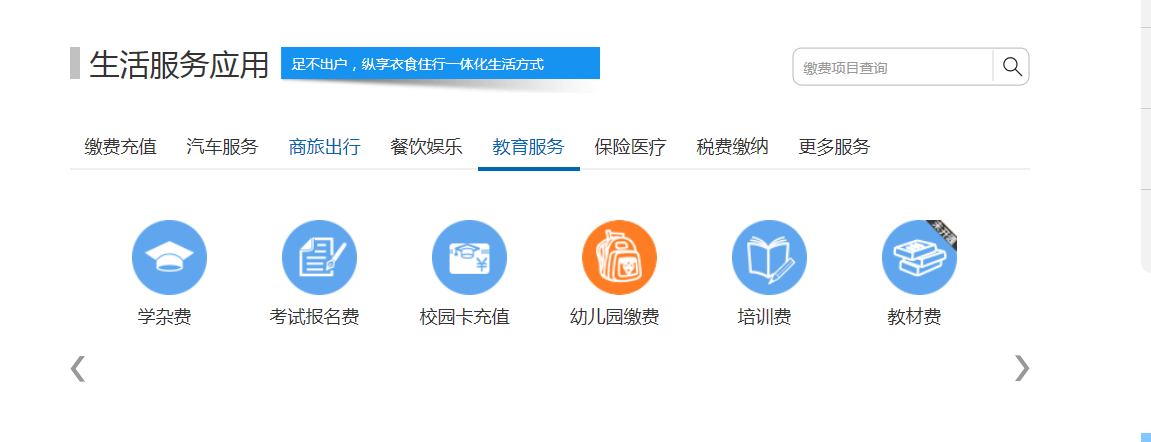 生活服务应用
足不出户，纵享衣食住行一体化生活方式
缴费项目查询
缴费充值 汽车服务 商旅出行 餐饮娱乐 教育服务 保险医疗 税费缴纳 更多服务
学杂费 考试报名费 校园卡充值 幼儿园缴费 培训费 教材费